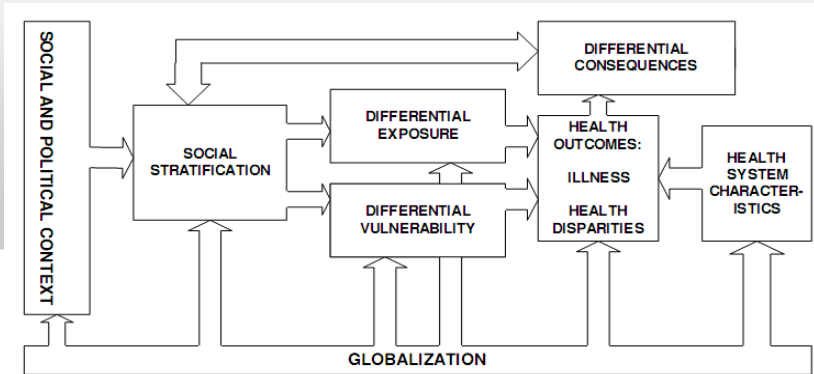 SOCIAL AND POLITICAL CONTEXT
SOCIAL
STRATIFICATION
DIFFERENTIAL
EXPOSURE
DIFFERENTIAL
VULNERABILITY
DIFFERENTIAL
CONSEQUENCES
HEALTH
OUTCOMES:
ILLNESS
HEALTH
DISPARITIES
HEALTH
SYSTEM
CHARACTER-
ISTICS
GLOBALIZATION